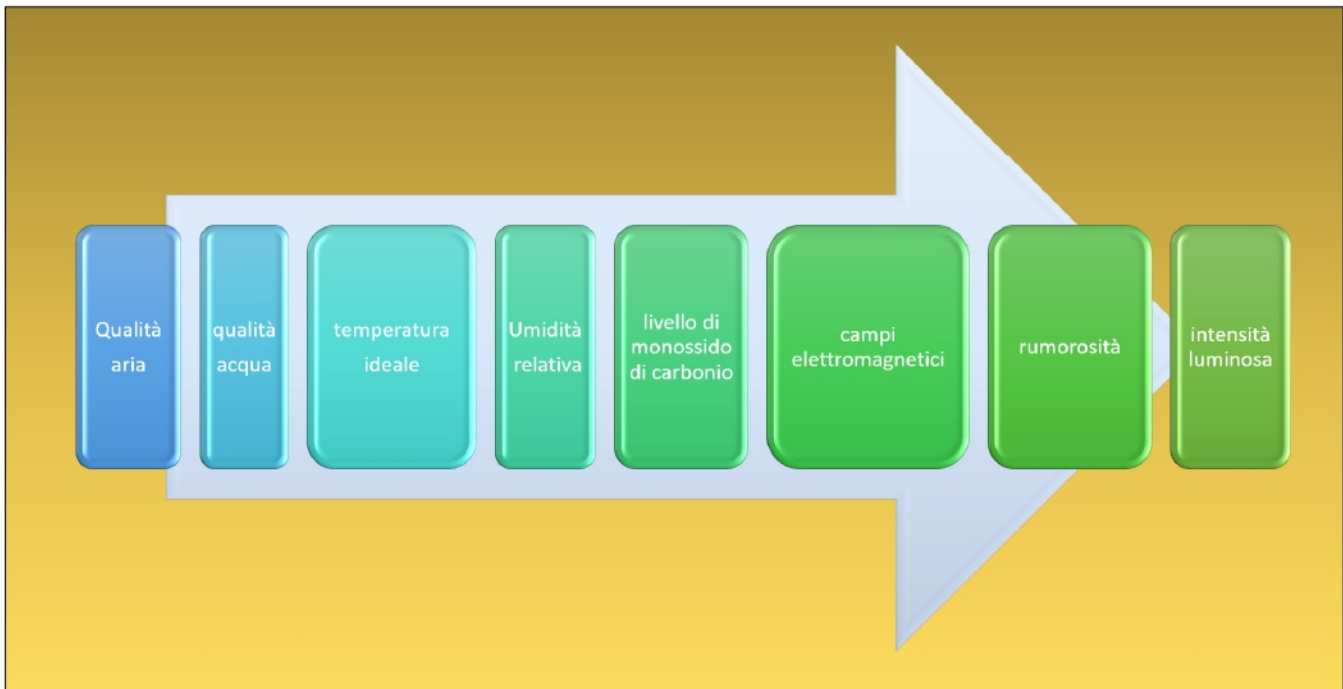 Qualità
aria
qualità
acqua
temperatura
ideale
Umidità
relativa
livello di
monossido
di carbonio
campi
elettromagnetici
rumorosità
intensità
luminosa